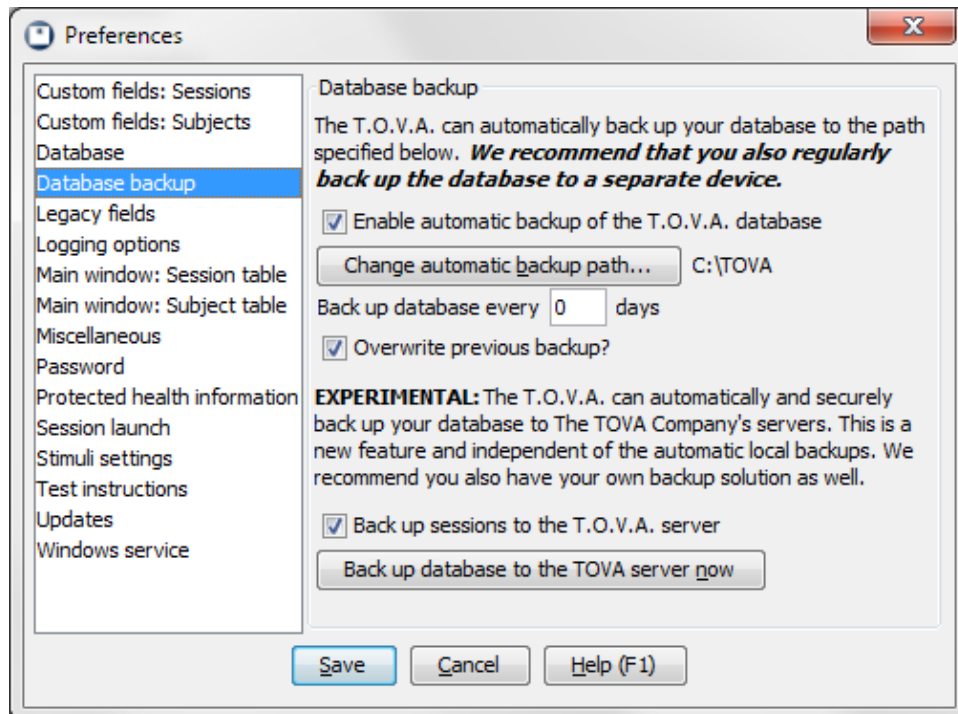 Preferences
Custom fields: Sessions
Custom fields: Subjects
Database
Database backup
Legacy fields
Logging options
Main window: Session table
Main window: Subject table
Miscellaneous
Password
Protected health information
Session launch
Stimuli settings
Test instructions
Updates
Windows service
Database backup
The T.O.V.A. can automatically back up your database to the path
specified below. We recommend that you also regularly
back up the database to a separate device.
Enable automatic backup of the T.O.V.A. database
Change automatic backup path... C:\TOVA
Back up database every 0 days
Overwrite previous backup?
EXPERIMENTAL: The T.O.V.A. can automatically and securely
back up your database to The TOVA Company's servers. This is a
new feature and independent of the automatic local backups. We
recommend you also have your own backup solution as well.
Back up sessions to the T.O.V.A. server
Back up database to the TOVA server now
Save Cancel Help (F1)